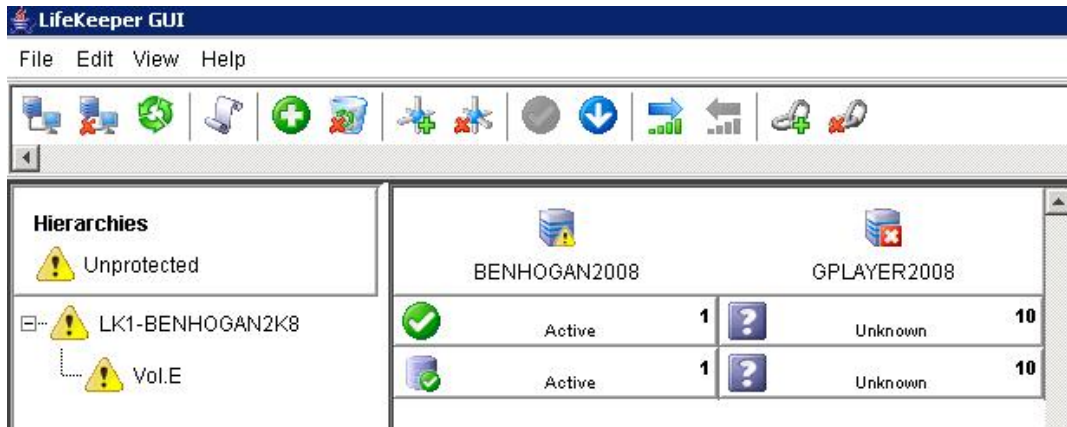 LifeKeeper GUI
File Edit View Help
Hierarchies
Unprotected
BENHOGAN2008 GPLAYER2008
LK1-BENHOGAN2K8 Active 1 ? Unknown 10
Vol.E Active 1 ? Unknown 10